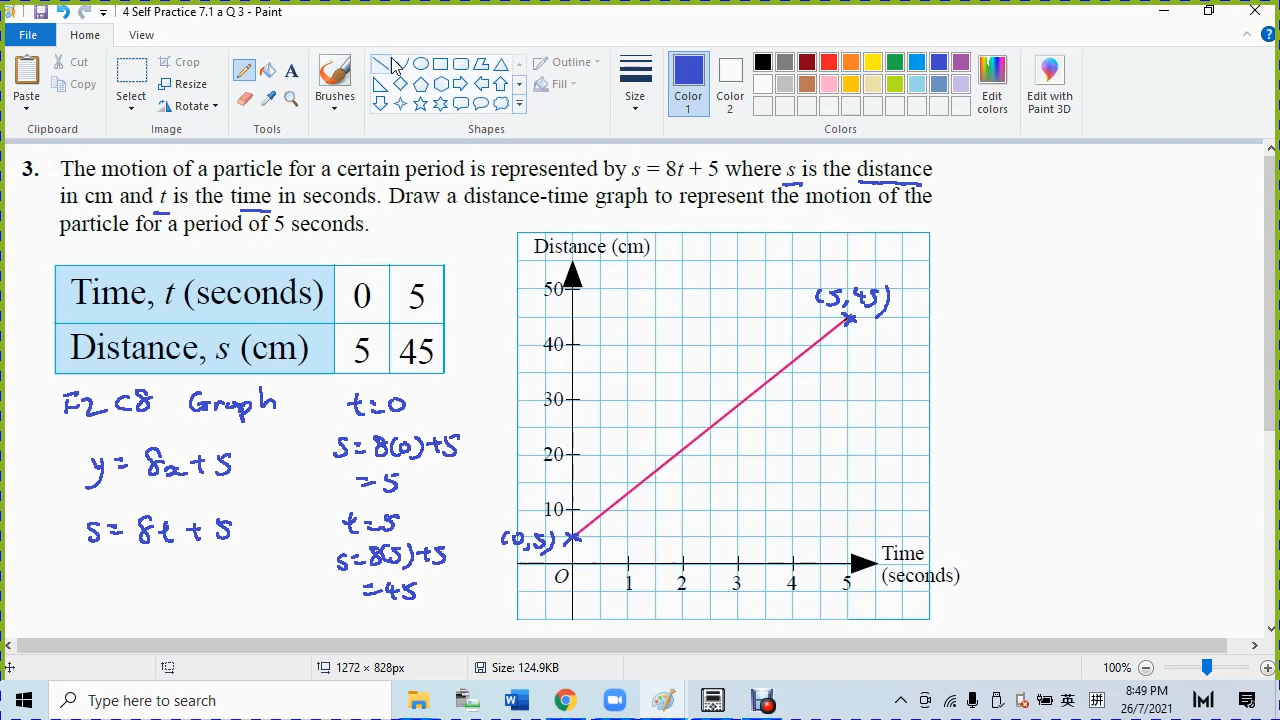 4 Self Practice 7.1 a Q 3 - Paint
File Home View
Paste Cut Copy
Clipboard
Select Crop Resize Rotate
Image
A
Tools
Brushes
Outline Fill
Shapes
Size
Color 1 Color 2 Edit colors
Colors
Edit with Paint 3D
3. The motion of a particle for a certain period is represented by s = 8t + 5 where s is the distance
in cm and t is the time in seconds. Draw a distance-time graph to represent the motion of the
particle for a period of 5 seconds.
Time, t (seconds) 0 5
Distance, s (cm) 5 45
F2 C8 Graph
y = 8x + 5
s = 8t + 5
t=0
s=8(0)+5
=5
t=5
s=8(5)+5
=45
Distance (cm)
50
40
30
20
10
O 1 2 3 4 5
Time
(seconds)
(5,45)
(0,5)
1272 × 828px Size: 124.9KB 100%
Type here to search
英 拼
8:49 PM
26/7/2021